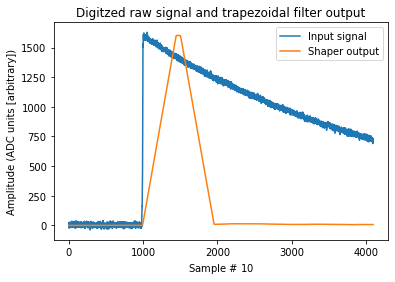 Digitzed raw signal and trapezoidal filter output
Amplitude (ADC units [arbitrary])
1500
1250
1000
750
500
250
0
Input signal
Shaper output
0 1000 2000 3000 4000
Sample # 10